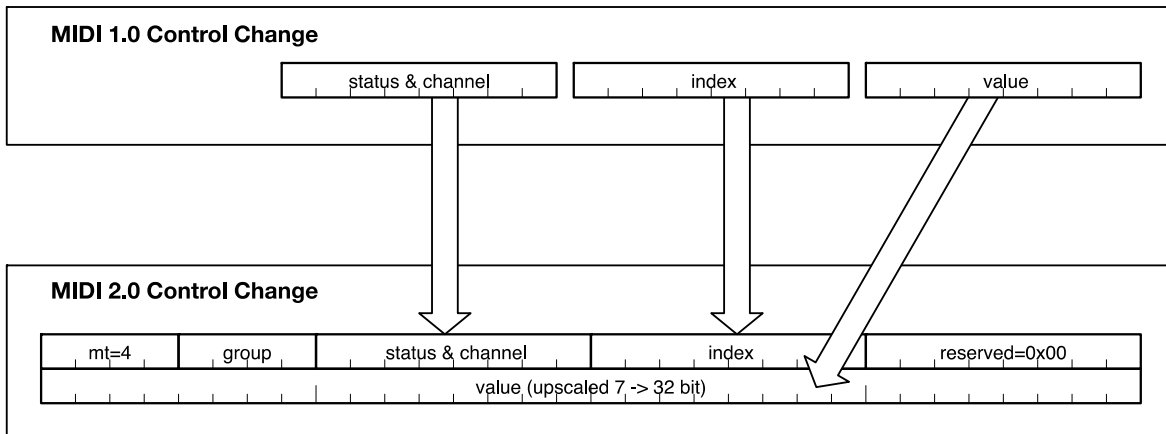 MIDI 1.0 Control Change
status & channel index value
MIDI 2.0 Control Change
mt=4 group status & channel index reserved=0x00
value (upscaled 7 -> 32 bit)